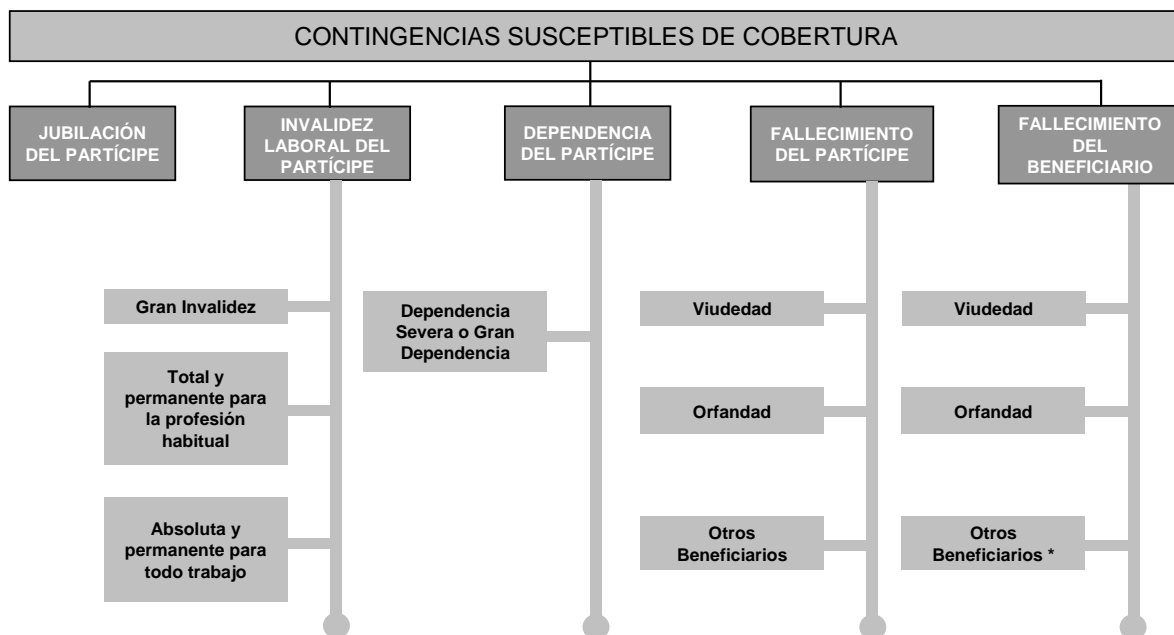 CONTINGENCIAS SUSCEPTIBLES DE COBERTURA
JUBILACIÓN
DEL PARTÍCIPE
INVALIDEZ
LABORAL DEL
PARTÍCIPE
DEPENDENCIA
DEL PARTÍCIPE
FALLECIMIENTO
DEL PARTÍCIPE
FALLECIMIENTO
DEL
BENEFICIARIO
Gran Invalidez
Total y
permanente para
la profesión
habitual
Absoluta y
permanente para
todo trabajo
Dependencia
Severa o Gran
Dependencia
Viudedad
Orfandad
Otros
Beneficiarios
Viudedad
Orfandad
Otros
Beneficiarios *